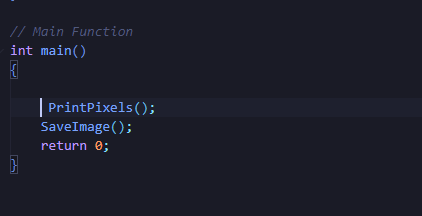 // Main Function
int main()
{
PrintPixels();
SaveImage();
return 0;
}